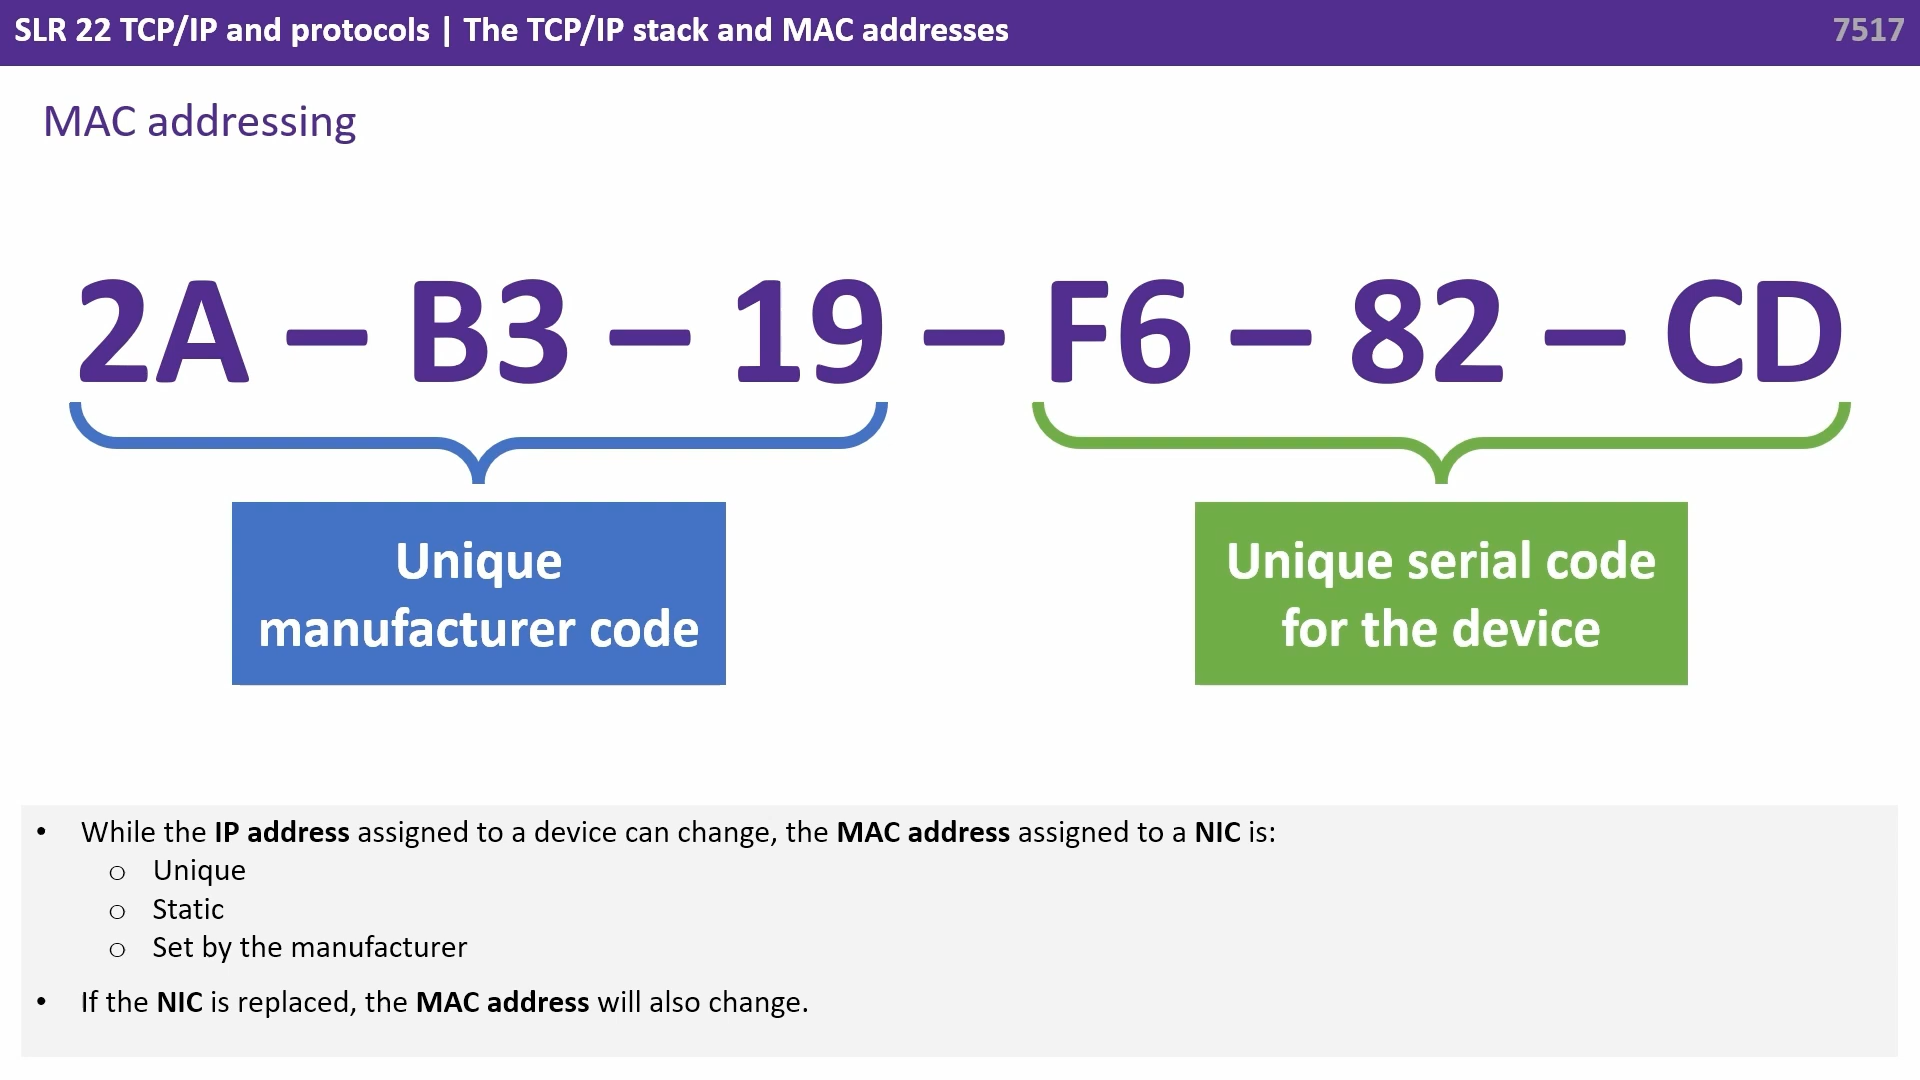 SLR 22 TCP/IP and protocols | The TCP/IP stack and MAC addresses
7517
MAC addressing
2A – B3 – 19 – F6 – 82 – CD
Unique
manufacturer code
Unique serial code
for the device
• While the IP address assigned to a device can change, the MAC address assigned to a NIC is:
o Unique
o Static
o Set by the manufacturer
• If the NIC is replaced, the MAC address will also change.